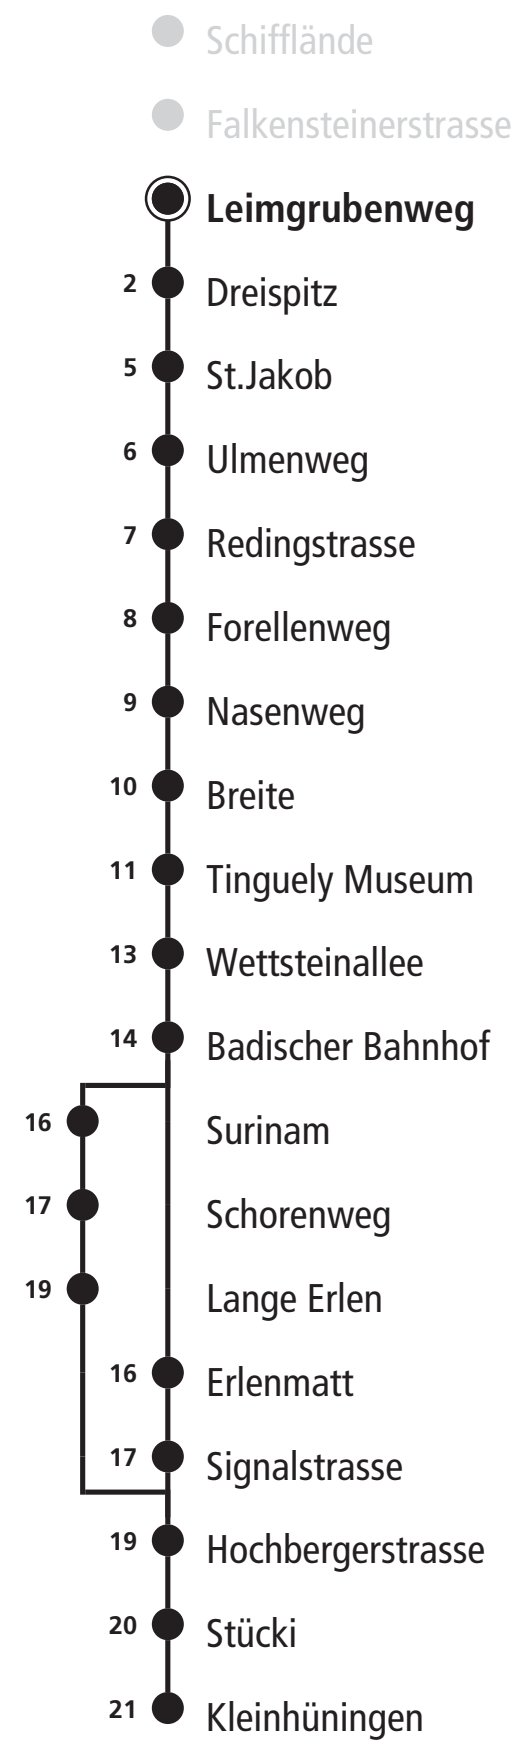 Schifflände
Falkensteinerstrasse
Leimgrubenweg
2 Dreispitz
5 St.Jakob
6 Ulmenweg
7 Redingstrasse
8 Forellenweg
9 Nasenweg
10 Breite
11 Tinguely Museum
13 Wettsteinallee
14 Badischer Bahnhof
16 Surinam
17 Schorenweg
19 Lange Erlen
16 Erlenmatt
17 Signalstrasse
19 Hochbergerstrasse
20 Stücki
21 Kleinhüningen